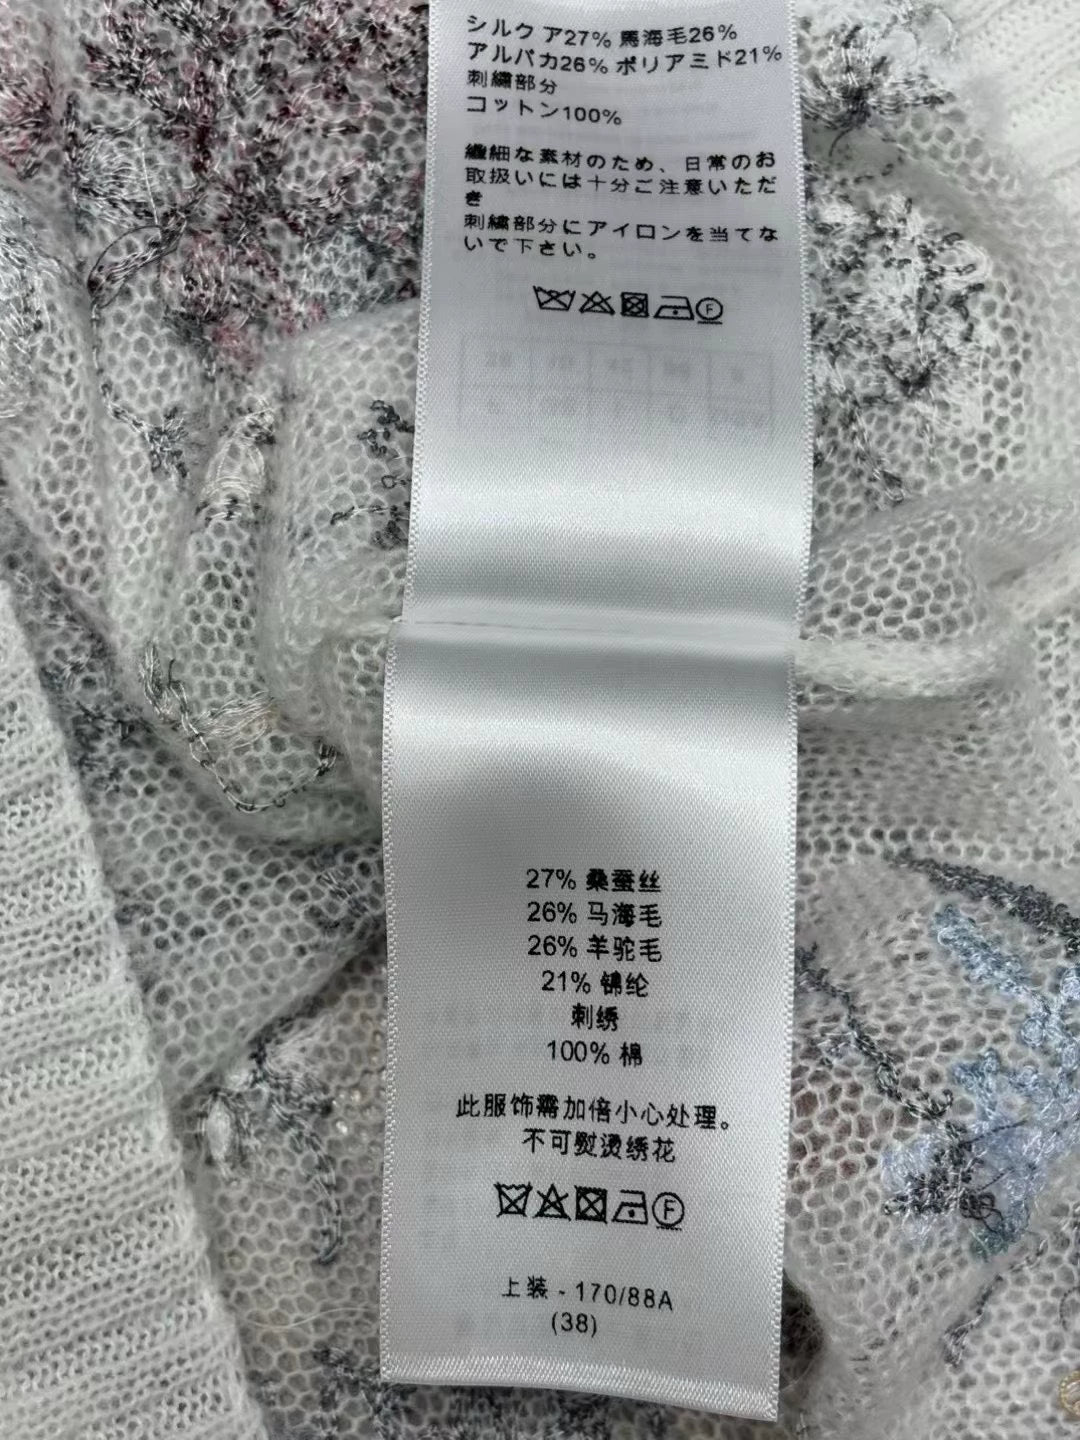 シルク ア27% 馬海毛26%
アルパカ26% ポリアミド21%
刺繍部分
コットン100%
繊細な素材のため、日常のお
取扱いには十分ご注意いただ
き
刺繍部分にアイロンを当てな
いで下さい。
F
27% 桑蚕丝
26% 马海毛
26% 羊驼毛
21% 锦纶
刺绣
100% 棉
此服饰需加倍小心处理。
不可熨烫绣花
F
上装 - 170/88A
(38)